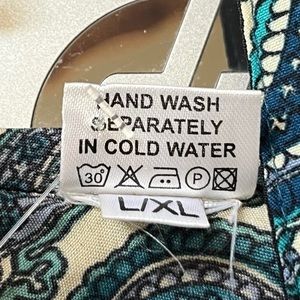 HAND WASH
SEPARATELY
IN COLD WATER
30° P
L/XL